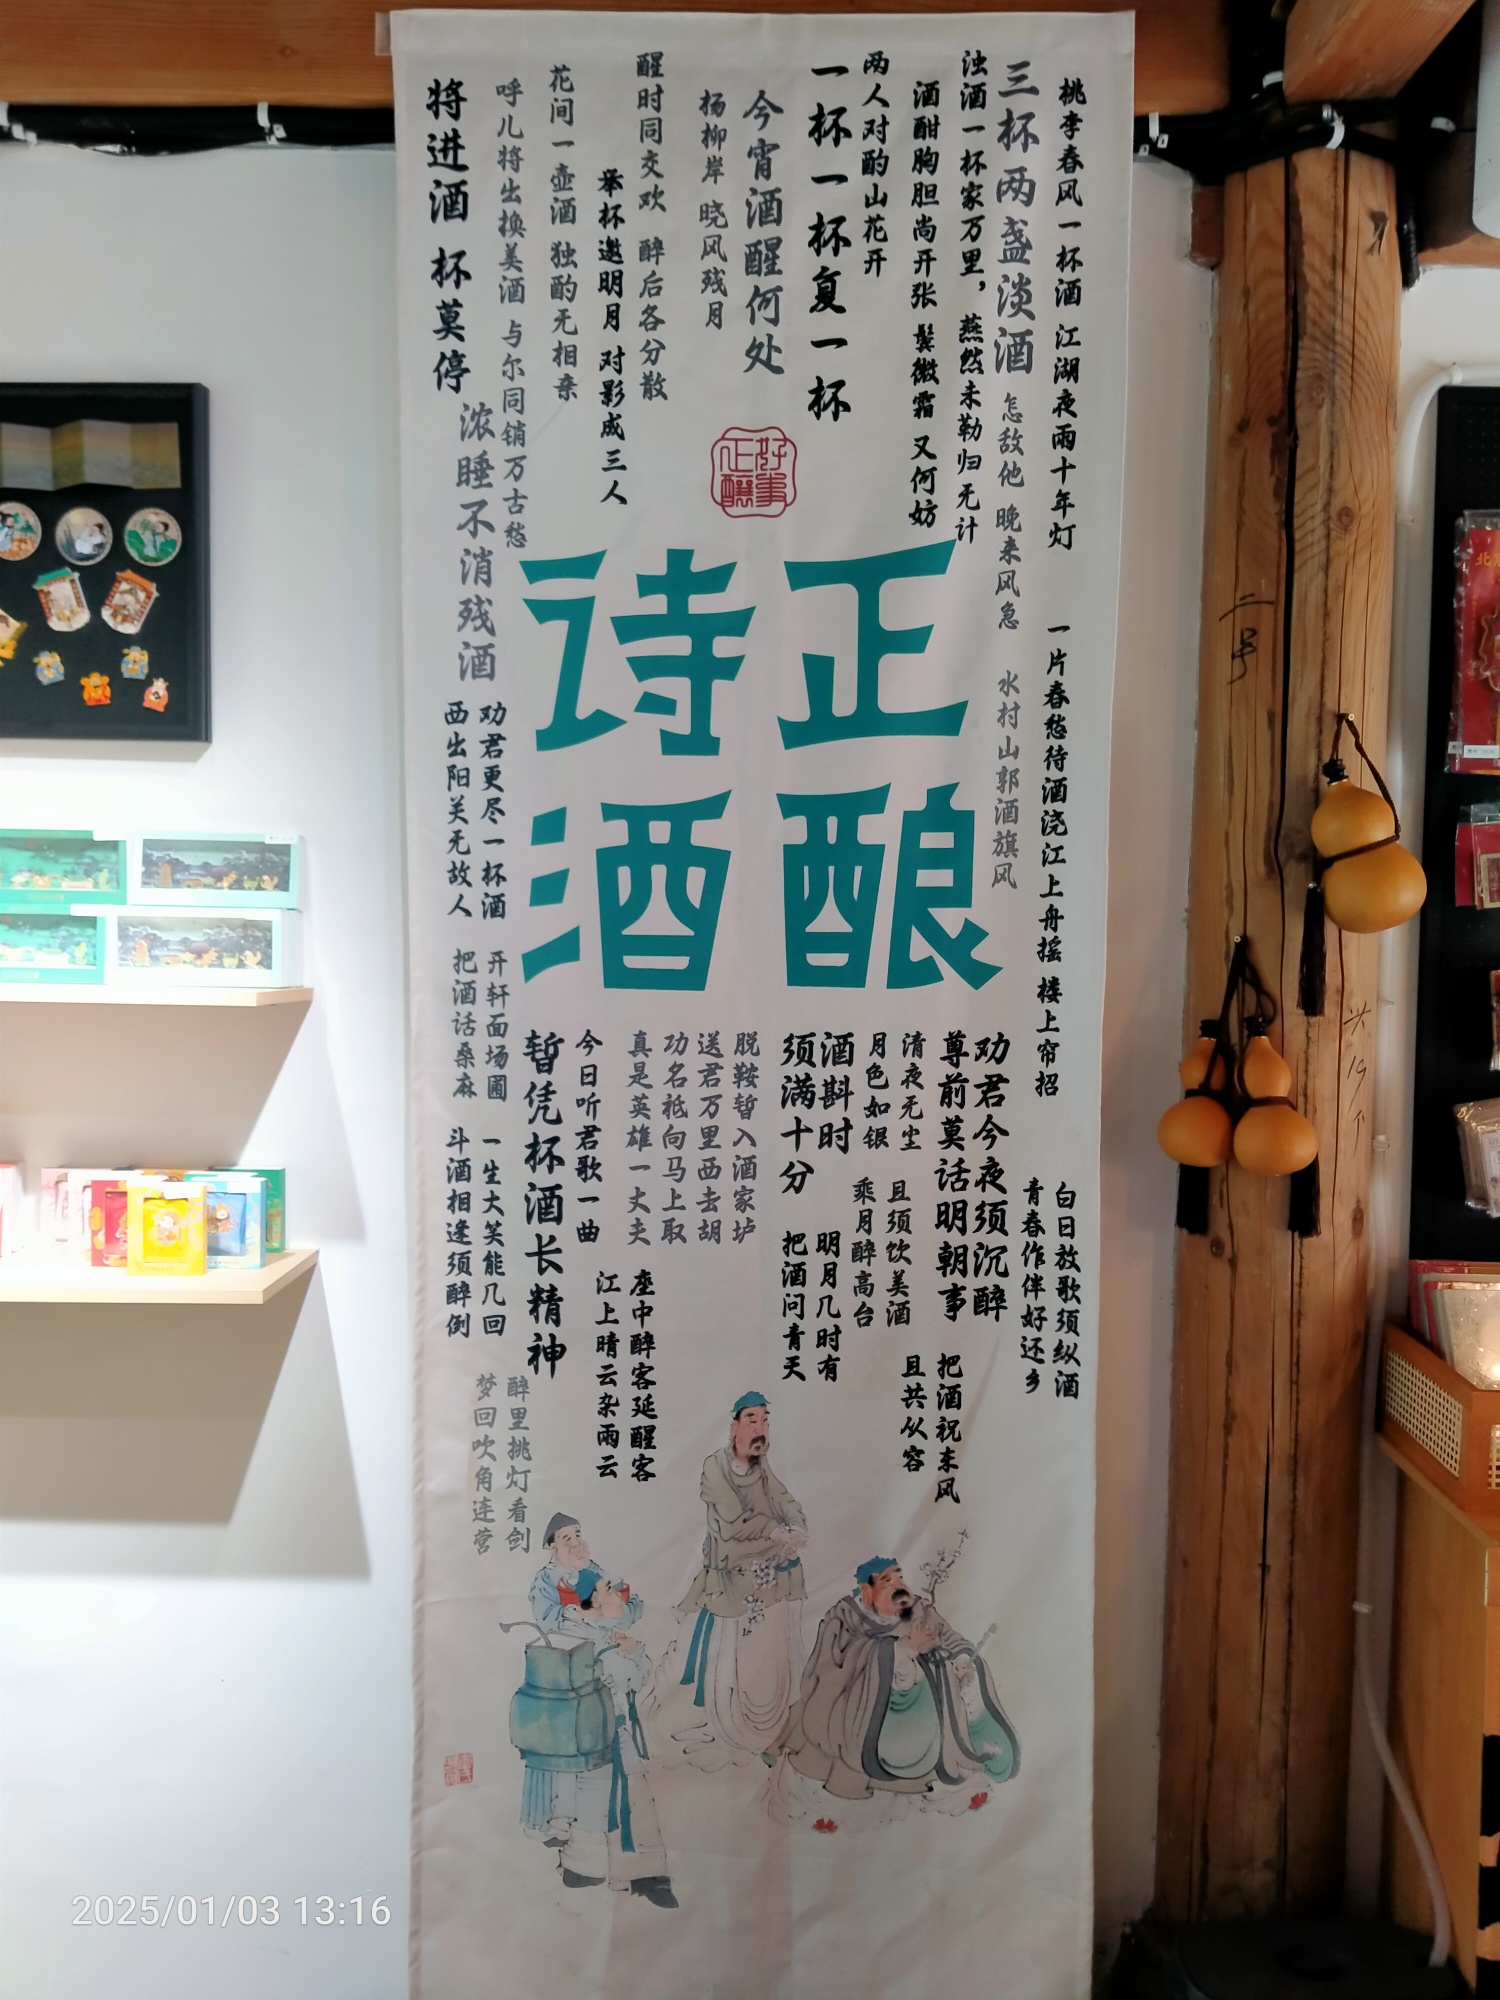 桃李春风一杯酒 江湖夜雨十年灯
一片春愁待酒浇 江上舟摇 楼上帘招
三杯两盏淡酒 怎敌他 晚来风急
水村山郭酒旗风
浊酒一杯家万里，燕然未勒归无计
酒酣胸胆尚开张 鬓微霜 又何妨
两人对酌山花开
一杯一杯复一杯
今宵酒醒何处
杨柳岸 晓风残月
醒时同交欢 醉后各分散
举杯邀明月 对影成三人
花间一壶酒 独酌无相亲
呼儿将出换美酒 与尔同销万古愁
将进酒 杯莫停
浓睡不消残酒
好事
正酿
正酿
诗酒
劝君更尽一杯酒
西出阳关无故人
开轩面场圃
把酒话桑麻
一生大笑能几回
斗酒相逢须醉倒
白日放歌须纵酒
青春作伴好还乡
劝君今夜须沉醉
尊前莫话明朝事
把酒祝东风
且共从容
清夜无尘
月色如银
且须饮美酒
乘月醉高台
酒斟时
须满十分
明月几时有
把酒问青天
脱鞍暂入酒家垆
送君万里西去胡
功名祗向马上取
真是英雄一丈夫
座中醉客延醒客
江上晴云杂雨云
今日听君歌一曲
暂凭杯酒长精神
醉里挑灯看剑
梦回吹角连营
二号
2025/01/03 13:16